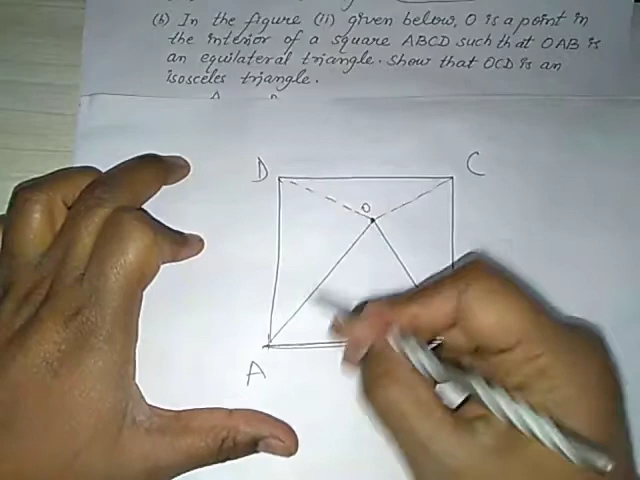 (b) In the figure (ii) given below, O is a point in
the interior of a square ABCD such that OAB is
an equilateral triangle. Show that OCD is an
isosceles triangle.
D
C
O
A